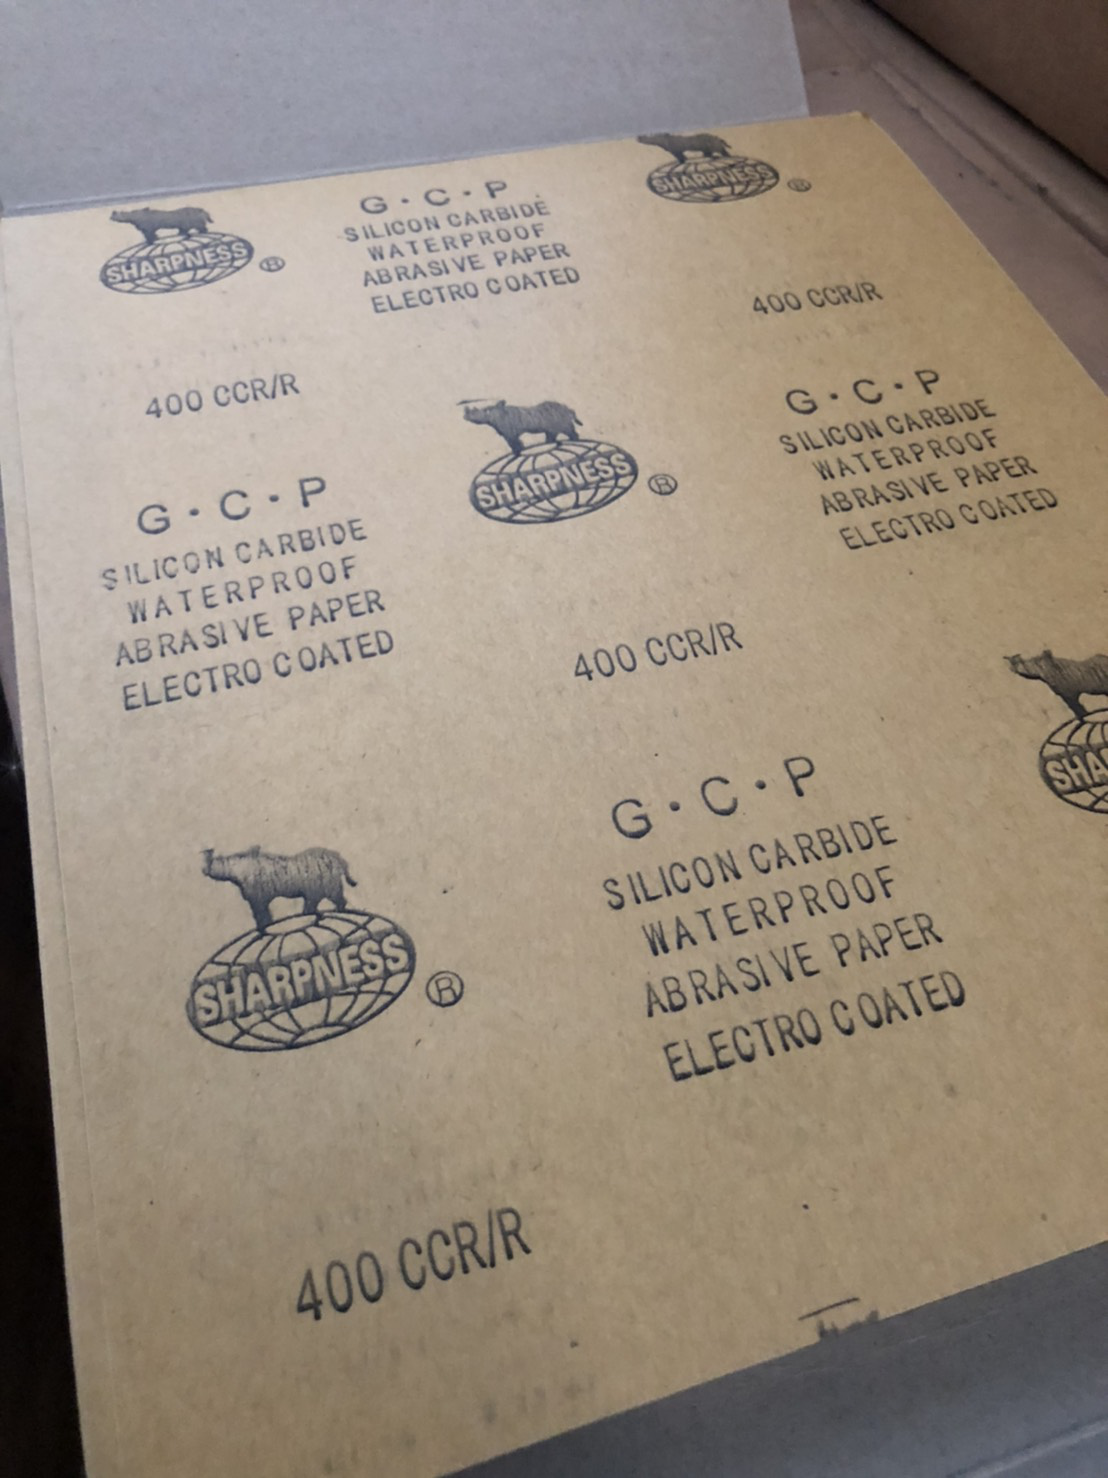 SHARPNESS ®
G·C·P
SILICON CARBIDE
WATERPROOF
ABRASIVE PAPER
ELECTRO COATED
SHARPNESS ®
400 CCR/R
400 CCR/R
SHARPNESS ®
G·C·P
SILICON CARBIDE
WATERPROOF
ABRASIVE PAPER
ELECTRO COATED
G·C·P
SILICON CARBIDE
WATERPROOF
ABRASIVE PAPER
ELECTRO COATED
400 CCR/R
SHA
G·C·P
SILICON CARBIDE
WATERPROOF
ABRASIVE PAPER
ELECTRO COATED
SHARPNESS ®
400 CCR/R